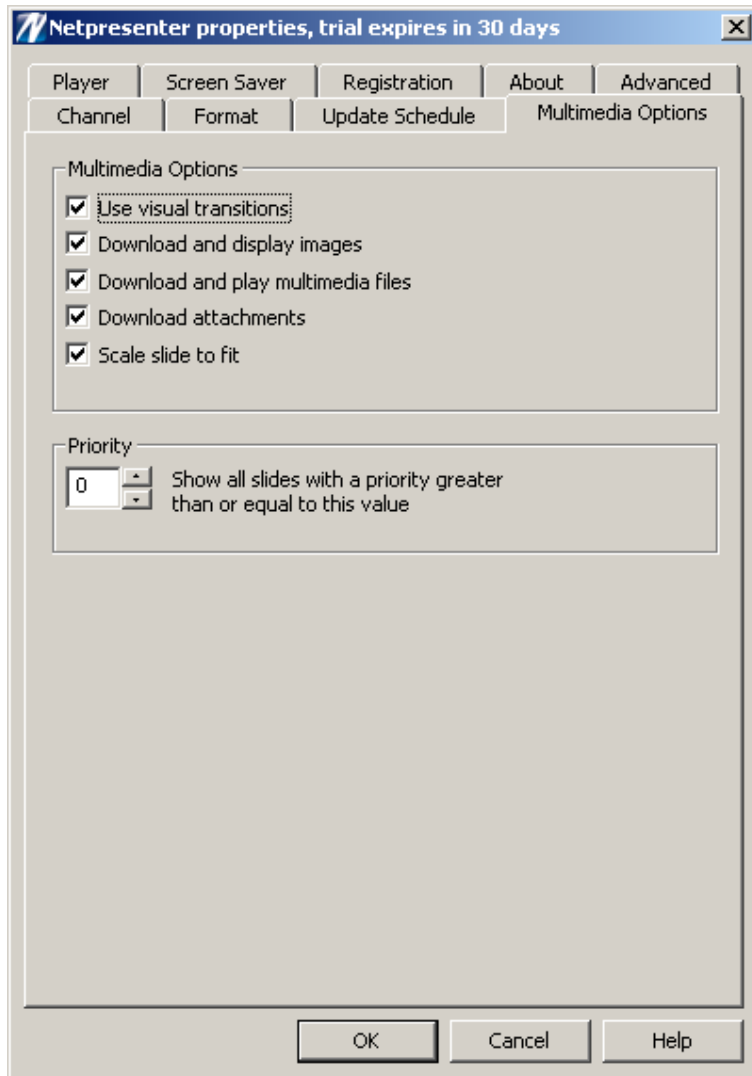 Netpresenter properties, trial expires in 30 days
Player Screen Saver Registration About Advanced
Channel Format Update Schedule Multimedia Options
Multimedia Options
Use visual transitions
Download and display images
Download and play multimedia files
Download attachments
Scale slide to fit
Priority
0 Show all slides with a priority greater
than or equal to this value
OK Cancel Help